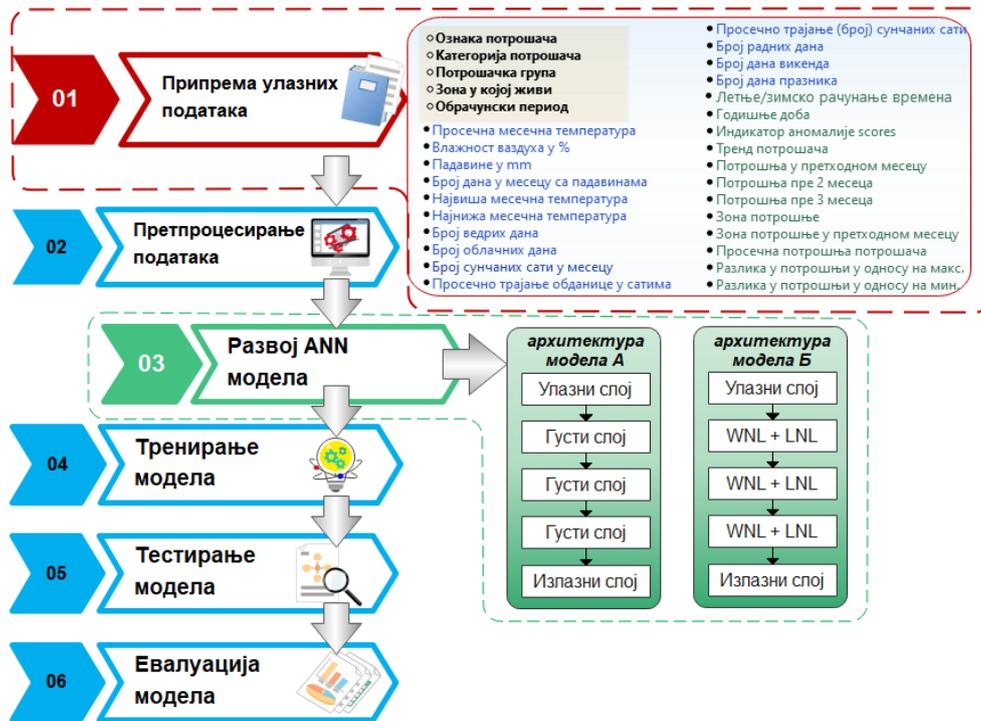 01
Припрема улазних
података
Ознака потрошача
Категорија потрошача
Потрошачка група
Зона у којој живи
Обрачунски период
Просечна месечна температура
Влажност ваздуха у %
Падавине у mm
Број дана у месецу са падавинама
Највиша месечна температура
Најнижа месечна температура
Број ведрих дана
Број облачних дана
Број сунчаних сати у месецу
Просечно трајање обданице у сатима
Просечно трајање (број) сунчаних сати
Број радних дана
Број дана викенда
Број дана празника
Летње/зимско рачунање времена
Годишње доба
Индикатор аномалије scores
Тренд потрошача
Потрошња у претходном месецу
Потрошња пре 2 месеца
Потрошња пре 3 месеца
Зона потрошње
Зона потрошње у претходном месецу
Просечна потрошња потрошача
Разлика у потрошњи у односу на макс.
Разлика у потрошњи у односу на мин.
02
Претпроцесирање
података
03
Развој ANN
модела
архитектура
модела А
Улазни слој
Густи слој
Густи слој
Густи слој
Излазни слој
архитектура
модела Б
Улазни слој
WNL + LNL
WNL + LNL
WNL + LNL
Излазни слој
04
Тренирање
модела
05
Тестирање
модела
06
Евалуација
модела